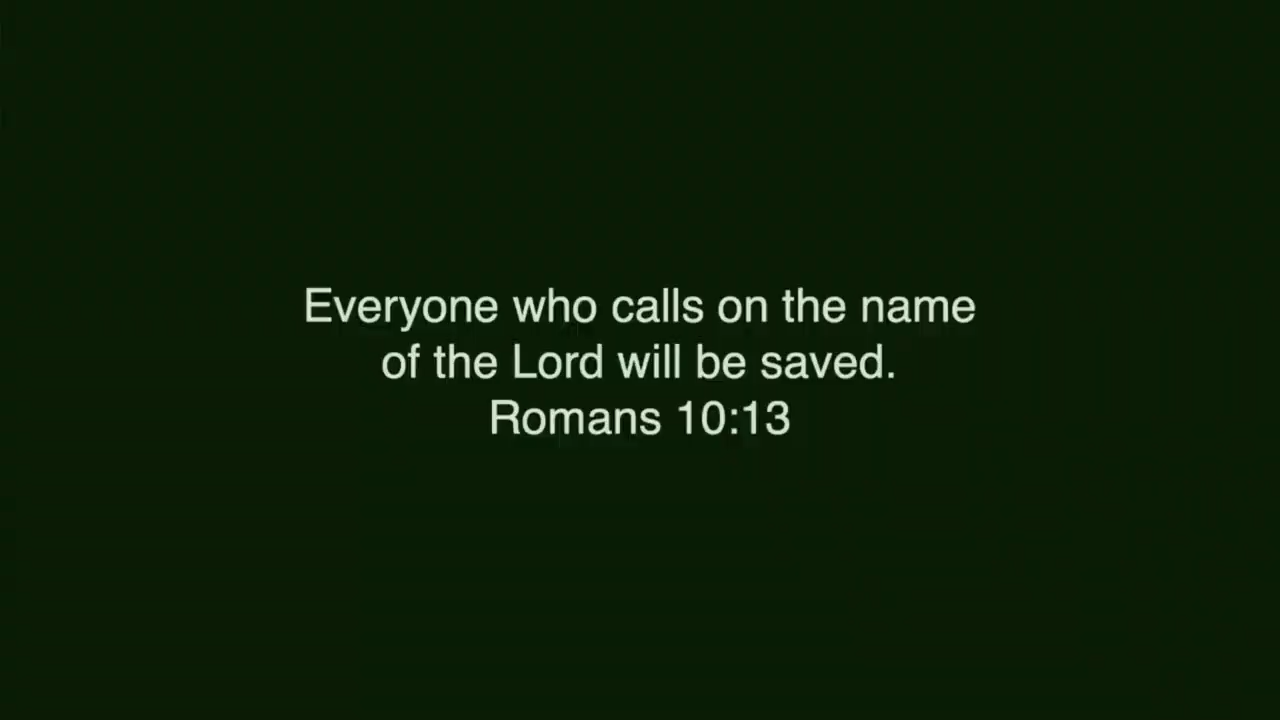 Everyone who calls on the name
of the Lord will be saved.
Romans 10:13